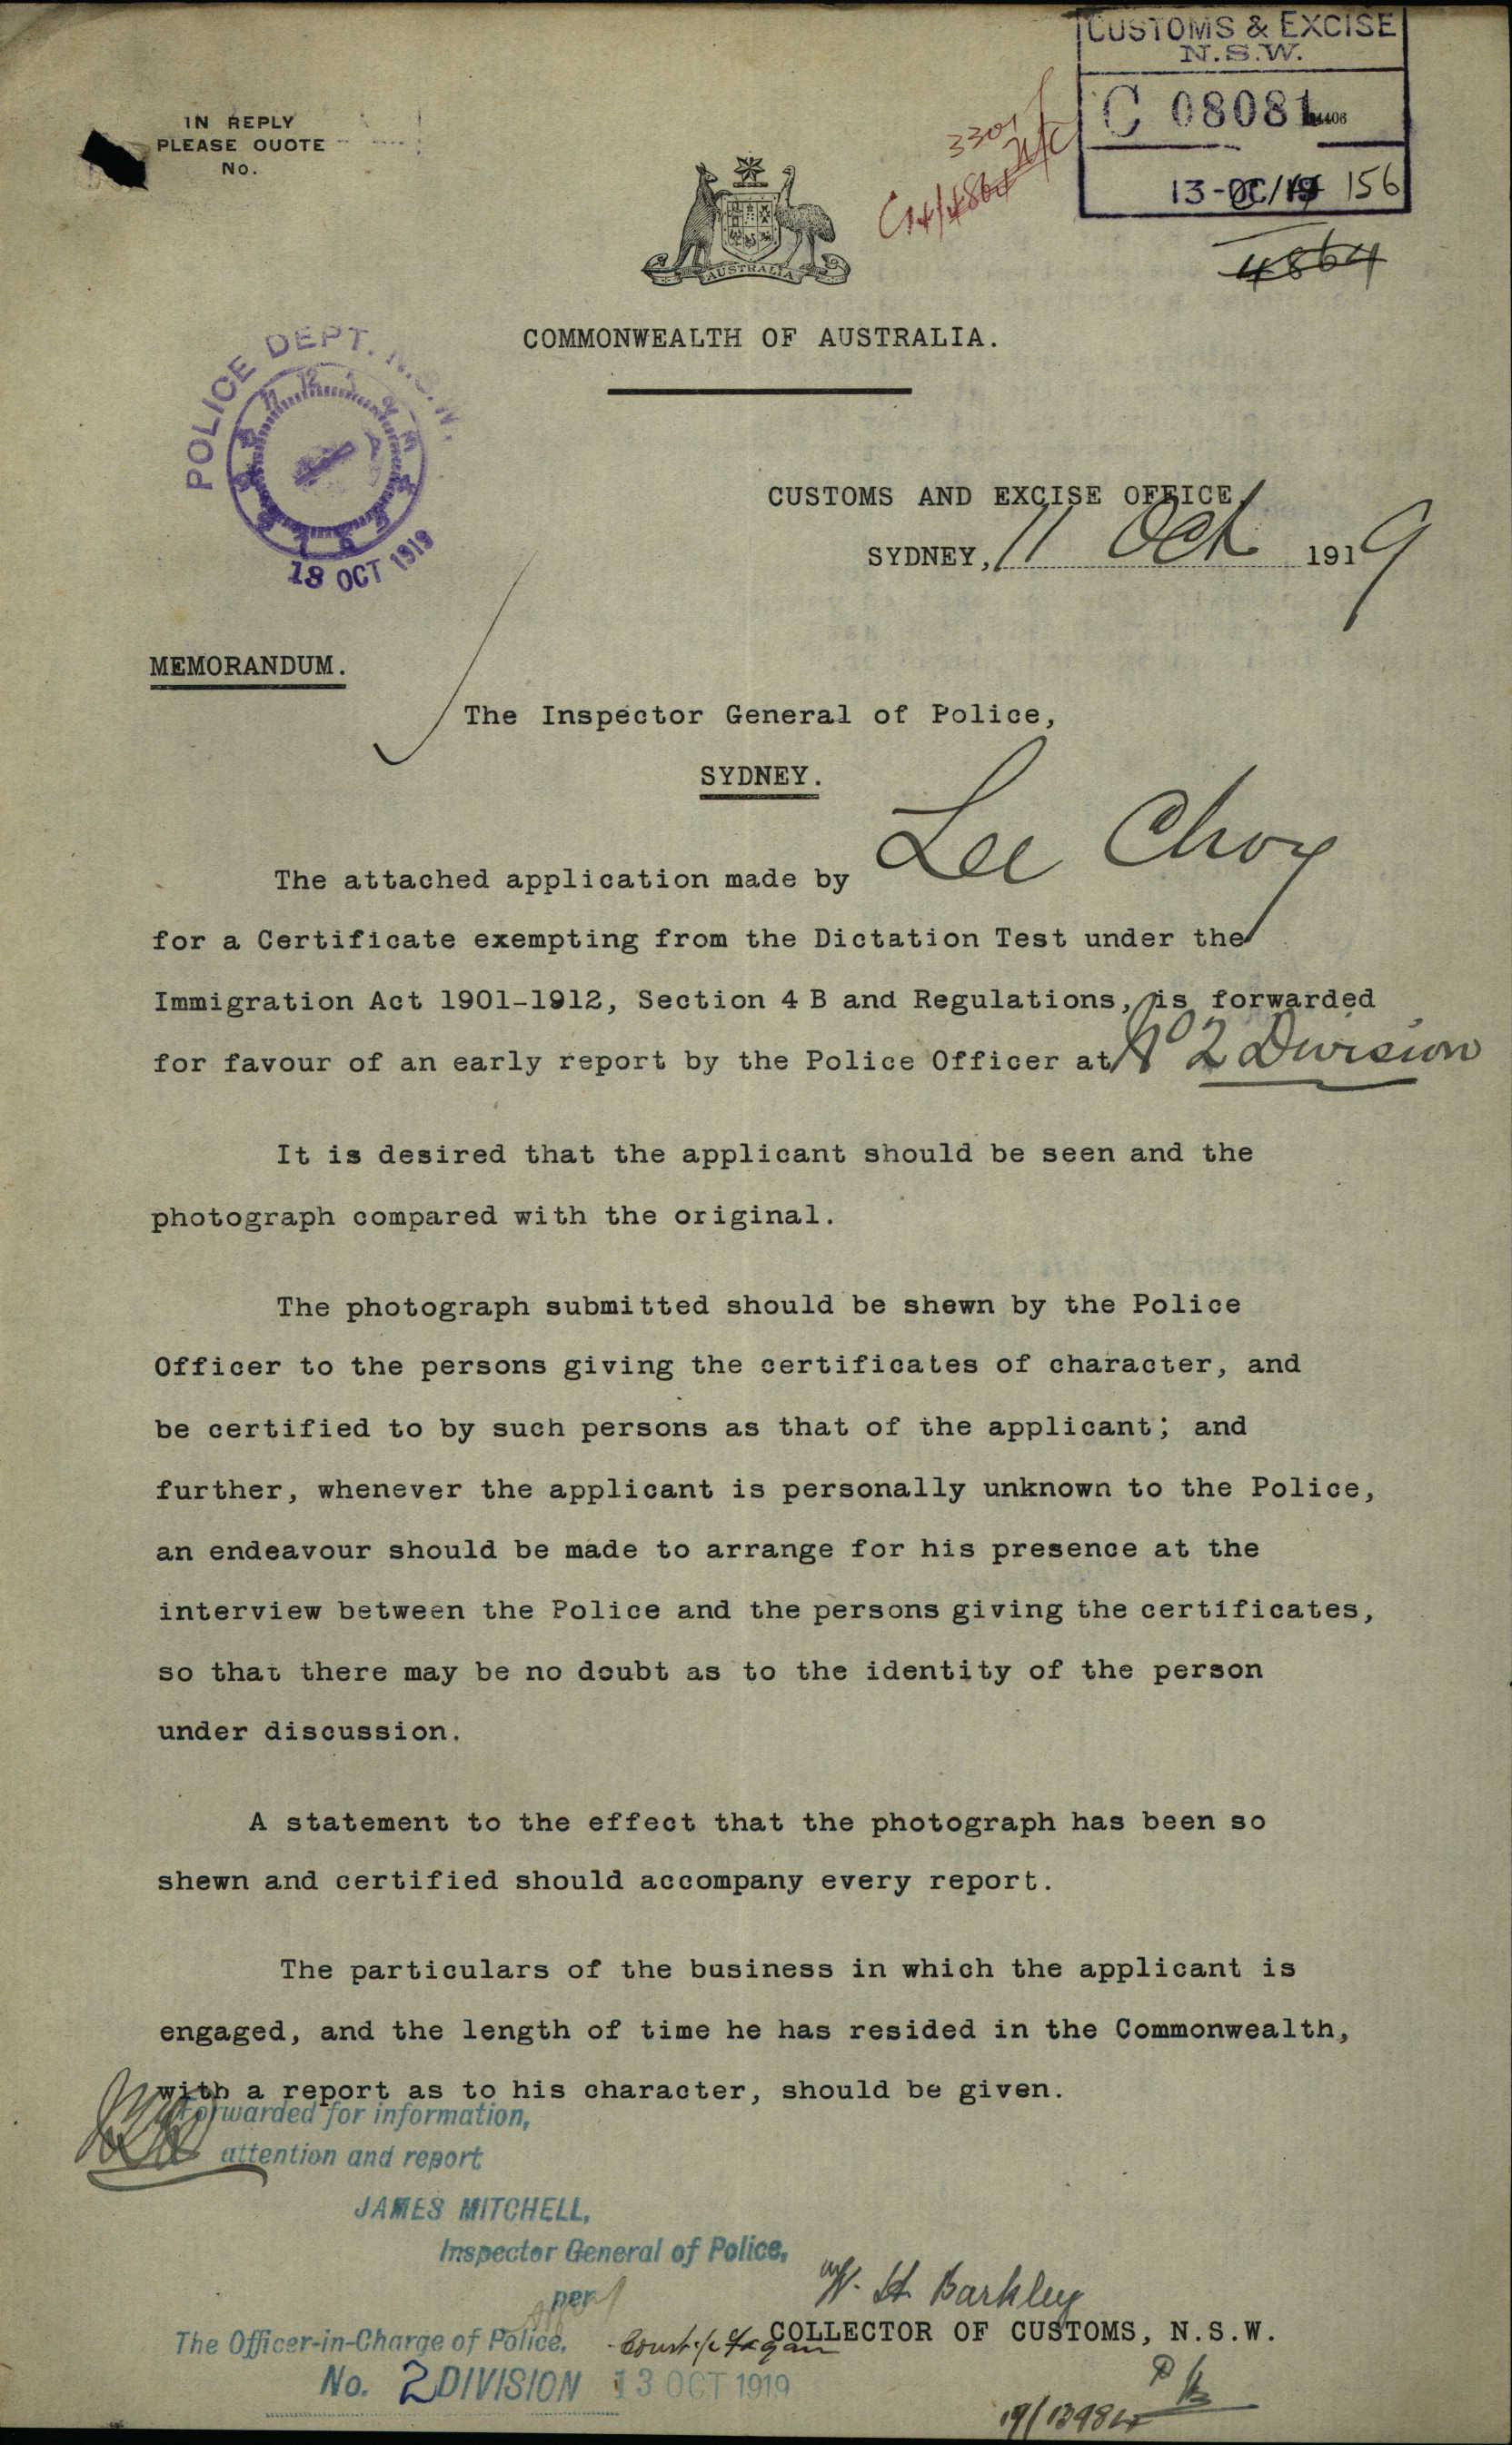 CUSTOMS & EXCISE
N.S.W.
C 08081
13-OC/19 156
4864
IN REPLY
PLEASE QUOTE
No.
3301
C14/4864
AUSTRALIA
COMMONWEALTH OF AUSTRALIA.
POLICE DEPT. N.S.W.
13 OCT 1919
CUSTOMS AND EXCISE OFFICE,
SYDNEY, 11 Oct 1919
MEMORANDUM.
The Inspector General of Police,
SYDNEY.
The attached application made by Lee Choy
for a Certificate exempting from the Dictation Test under the
Immigration Act 1901-1912, Section 4 B and Regulations, is forwarded
for favour of an early report by the Police Officer at No 2 Division
It is desired that the applicant should be seen and the
photograph compared with the original.
The photograph submitted should be shewn by the Police
Officer to the persons giving the certificates of character, and
be certified to by such persons as that of the applicant; and
further, whenever the applicant is personally unknown to the Police,
an endeavour should be made to arrange for his presence at the
interview between the Police and the persons giving the certificates,
so that there may be no doubt as to the identity of the person
under discussion.
A statement to the effect that the photograph has been so
shewn and certified should accompany every report.
The particulars of the business in which the applicant is
engaged, and the length of time he has resided in the Commonwealth,
with a report as to his character, should be given.
Forwarded for information,
attention and report
JAMES MITCHELL,
Inspector General of Police,
per
W. H. Barkley
COLLECTOR OF CUSTOMS, N.S.W.
The Officer-in-Charge of Police,
Const. Fagan
No. 2 DIVISION 13 OCT 1919